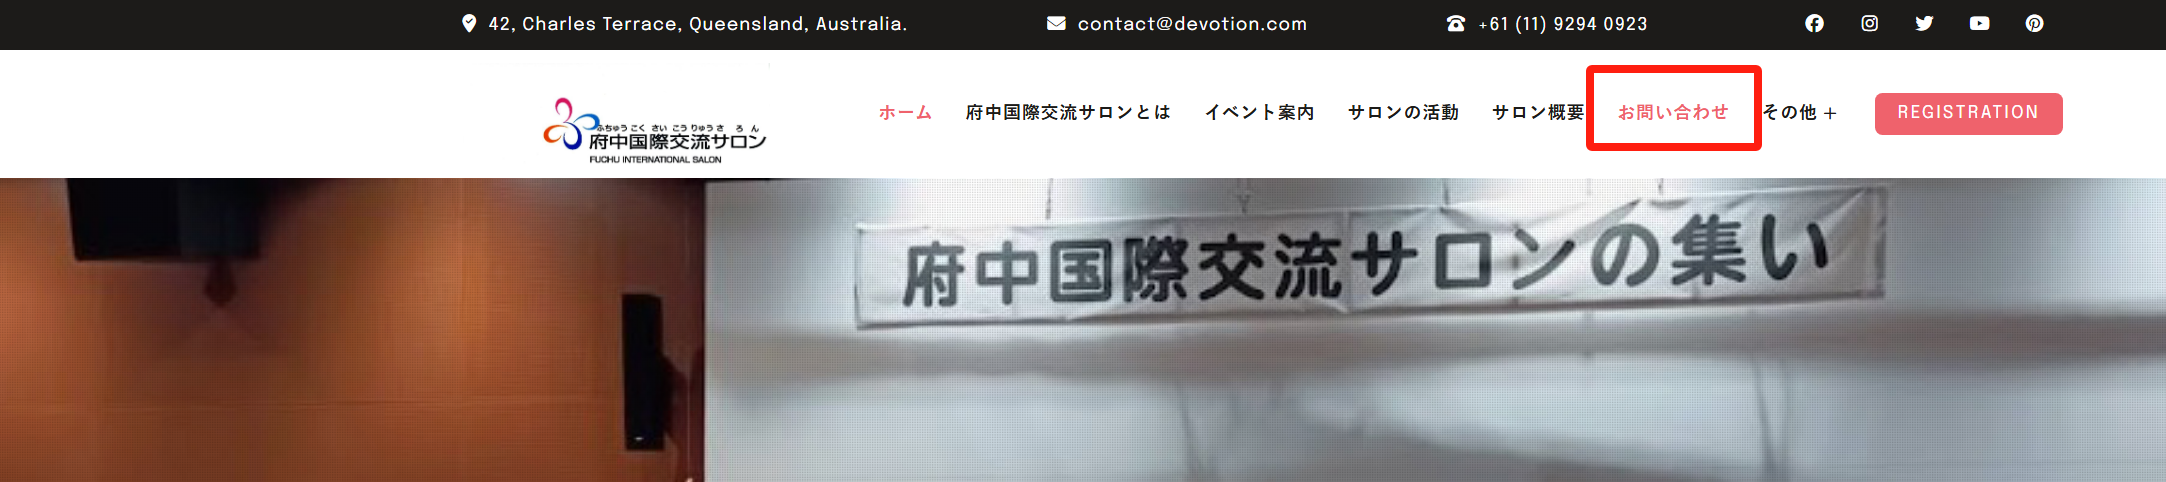 42, Charles Terrace, Queensland, Australia.
contact@devotion.com
+61 (11) 9294 0923
ふちゅう こく さい こう りゅう さ ろ ん
府中国際交流サロン
FUCHU INTERNATIONAL SALON
ホーム
府中国際交流サロンとは
イベント案内
サロンの活動
サロン概要
お問い合わせ
その他 +
REGISTRATION
府中国際交流サロンの集い